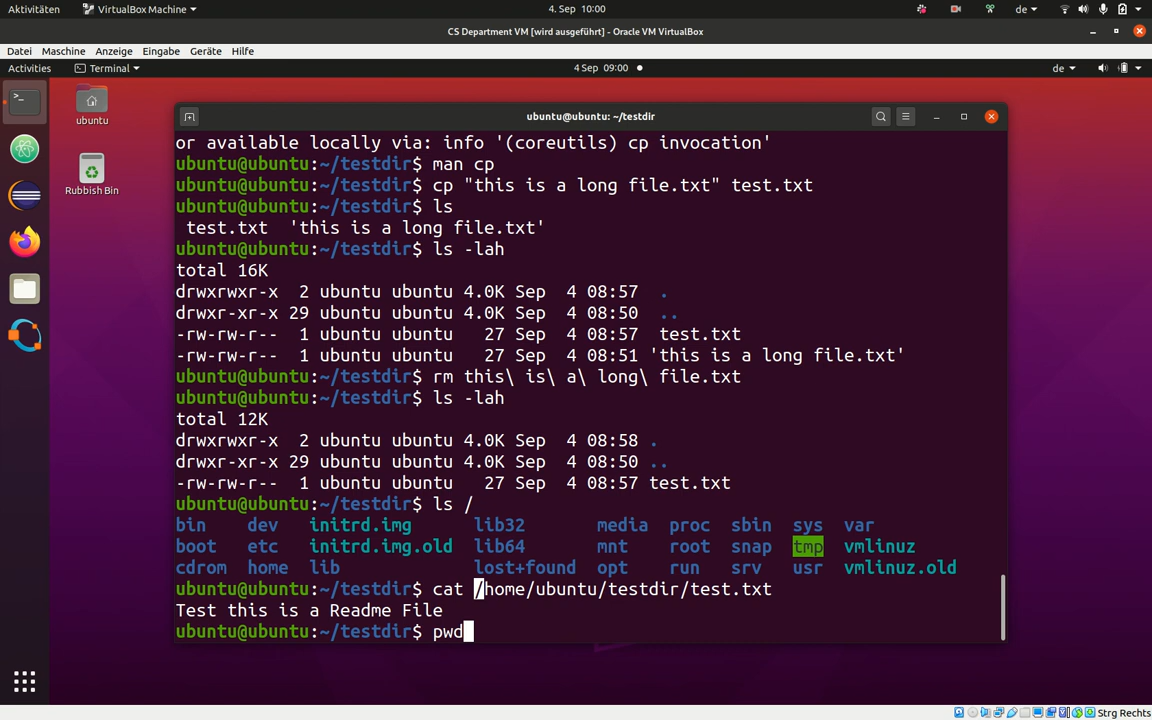 Aktivitäten VirtualBox Machine 4. Sep 10:00 de
CS Department VM [wird ausgeführt] - Oracle VM VirtualBox
Datei Maschine Anzeige Eingabe Geräte Hilfe
Activities Terminal 4 Sep 09:00 de
ubuntu
Rubbish Bin
ubuntu@ubuntu: ~/testdir
or available locally via: info '(coreutils) cp invocation'
ubuntu@ubuntu:~/testdir$ man cp
ubuntu@ubuntu:~/testdir$ cp "this is a long file.txt" test.txt
ubuntu@ubuntu:~/testdir$ ls
test.txt 'this is a long file.txt'
ubuntu@ubuntu:~/testdir$ ls -lah
total 16K
drwxrwxr-x 2 ubuntu ubuntu 4.0K Sep 4 08:57 .
drwxr-xr-x 29 ubuntu ubuntu 4.0K Sep 4 08:50 ..
-rw-rw-r-- 1 ubuntu ubuntu 27 Sep 4 08:57 test.txt
-rw-rw-r-- 1 ubuntu ubuntu 27 Sep 4 08:51 'this is a long file.txt'
ubuntu@ubuntu:~/testdir$ rm this\ is\ a\ long\ file.txt
ubuntu@ubuntu:~/testdir$ ls -lah
total 12K
drwxrwxr-x 2 ubuntu ubuntu 4.0K Sep 4 08:58 .
drwxr-xr-x 29 ubuntu ubuntu 4.0K Sep 4 08:50 ..
-rw-rw-r-- 1 ubuntu ubuntu 27 Sep 4 08:57 test.txt
ubuntu@ubuntu:~/testdir$ ls /
bin dev initrd.img lib32 media proc sbin sys var
boot etc initrd.img.old lib64 mnt root snap tmp vmlinuz
cdrom home lib lost+found opt run srv usr vmlinuz.old
ubuntu@ubuntu:~/testdir$ cat /home/ubuntu/testdir/test.txt
Test this is a Readme File
ubuntu@ubuntu:~/testdir$ pwd
Strg Rechts